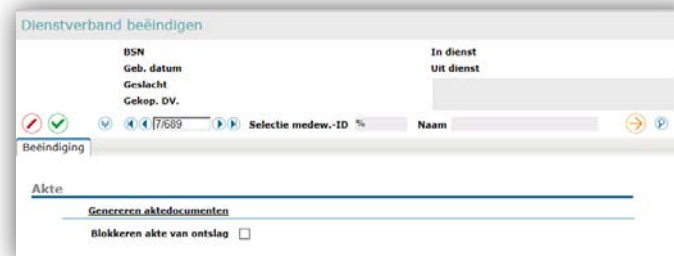 Dienstverband beëindigen
BSN In dienst
Geb. datum Uit dienst
Geslacht
Gekop. DV.
7/689 Selectie medew.-ID % Naam
Beëindiging
Akte
Genereren aktedocumenten
Blokkeren akte van ontslag